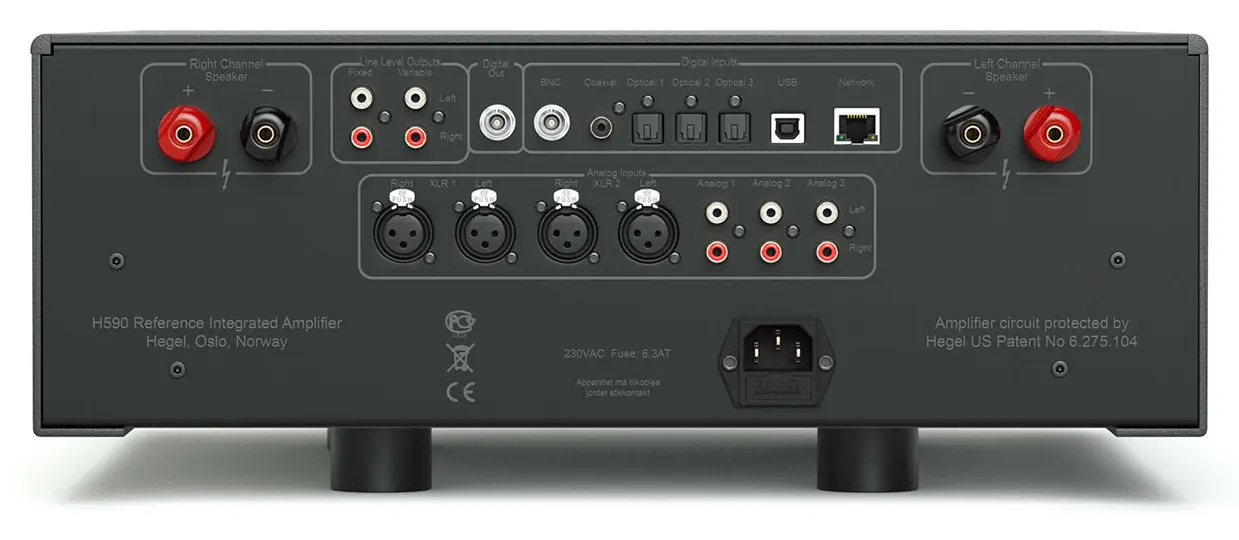 Right Channel
Speaker
+ −
Line Level Outputs
Fixed Variable
Left
Right
Digital
Out
Digital Inputs
BNC Coaxial Optical 1 Optical 2 Optical 3 USB Network
Left Channel
Speaker
− +
Analog Inputs
Right XLR 1 Left Right XLR 2 Left Analog 1 Analog 2 Analog 3
PUSH PUSH PUSH PUSH
Left
Right
H590 Reference Integrated Amplifier
Hegel, Oslo, Norway
230VAC Fuse: 6,3AT
Apparatet må tilkoples
jordet stikkontakt
CE
Amplifier circuit protected by
Hegel US Patent No 6.275.104